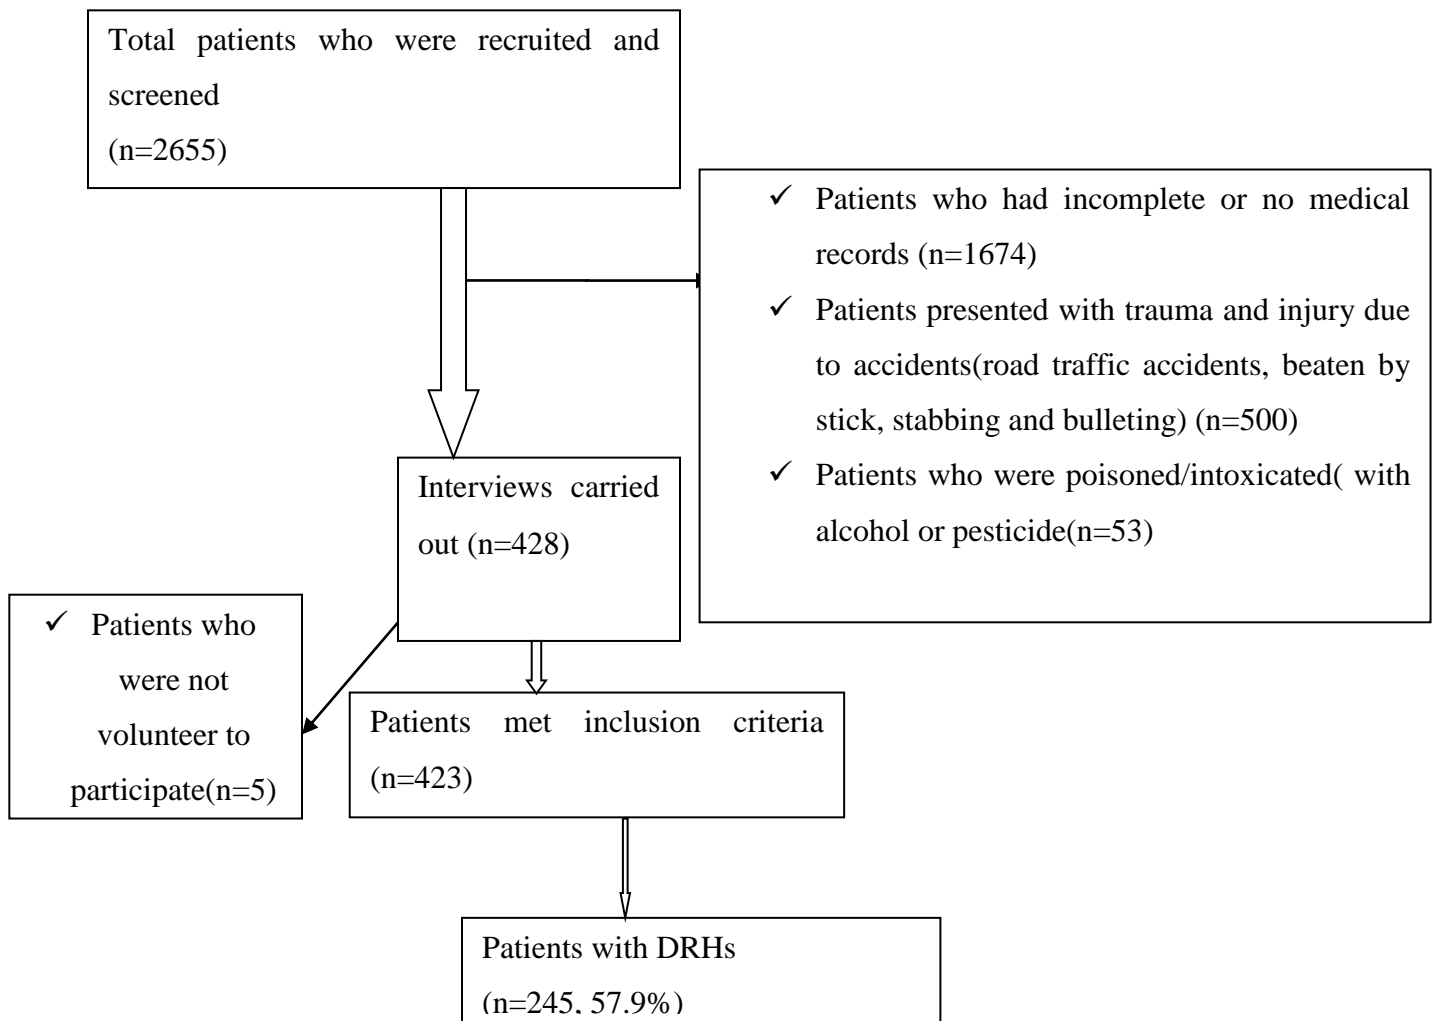 Total patients who were recruited and
screened
(n=2655)
✓ Patients who had incomplete or no medical
records (n=1674)
✓ Patients presented with trauma and injury due
to accidents(road traffic accidents, beaten by
stick, stabbing and bulleting) (n=500)
✓ Patients who were poisoned/intoxicated( with
alcohol or pesticide(n=53)
Interviews carried
out (n=428)
✓ Patients who
were not
volunteer to
participate(n=5)
Patients met inclusion criteria
(n=423)
Patients with DRHs
(n=245, 57.9%)